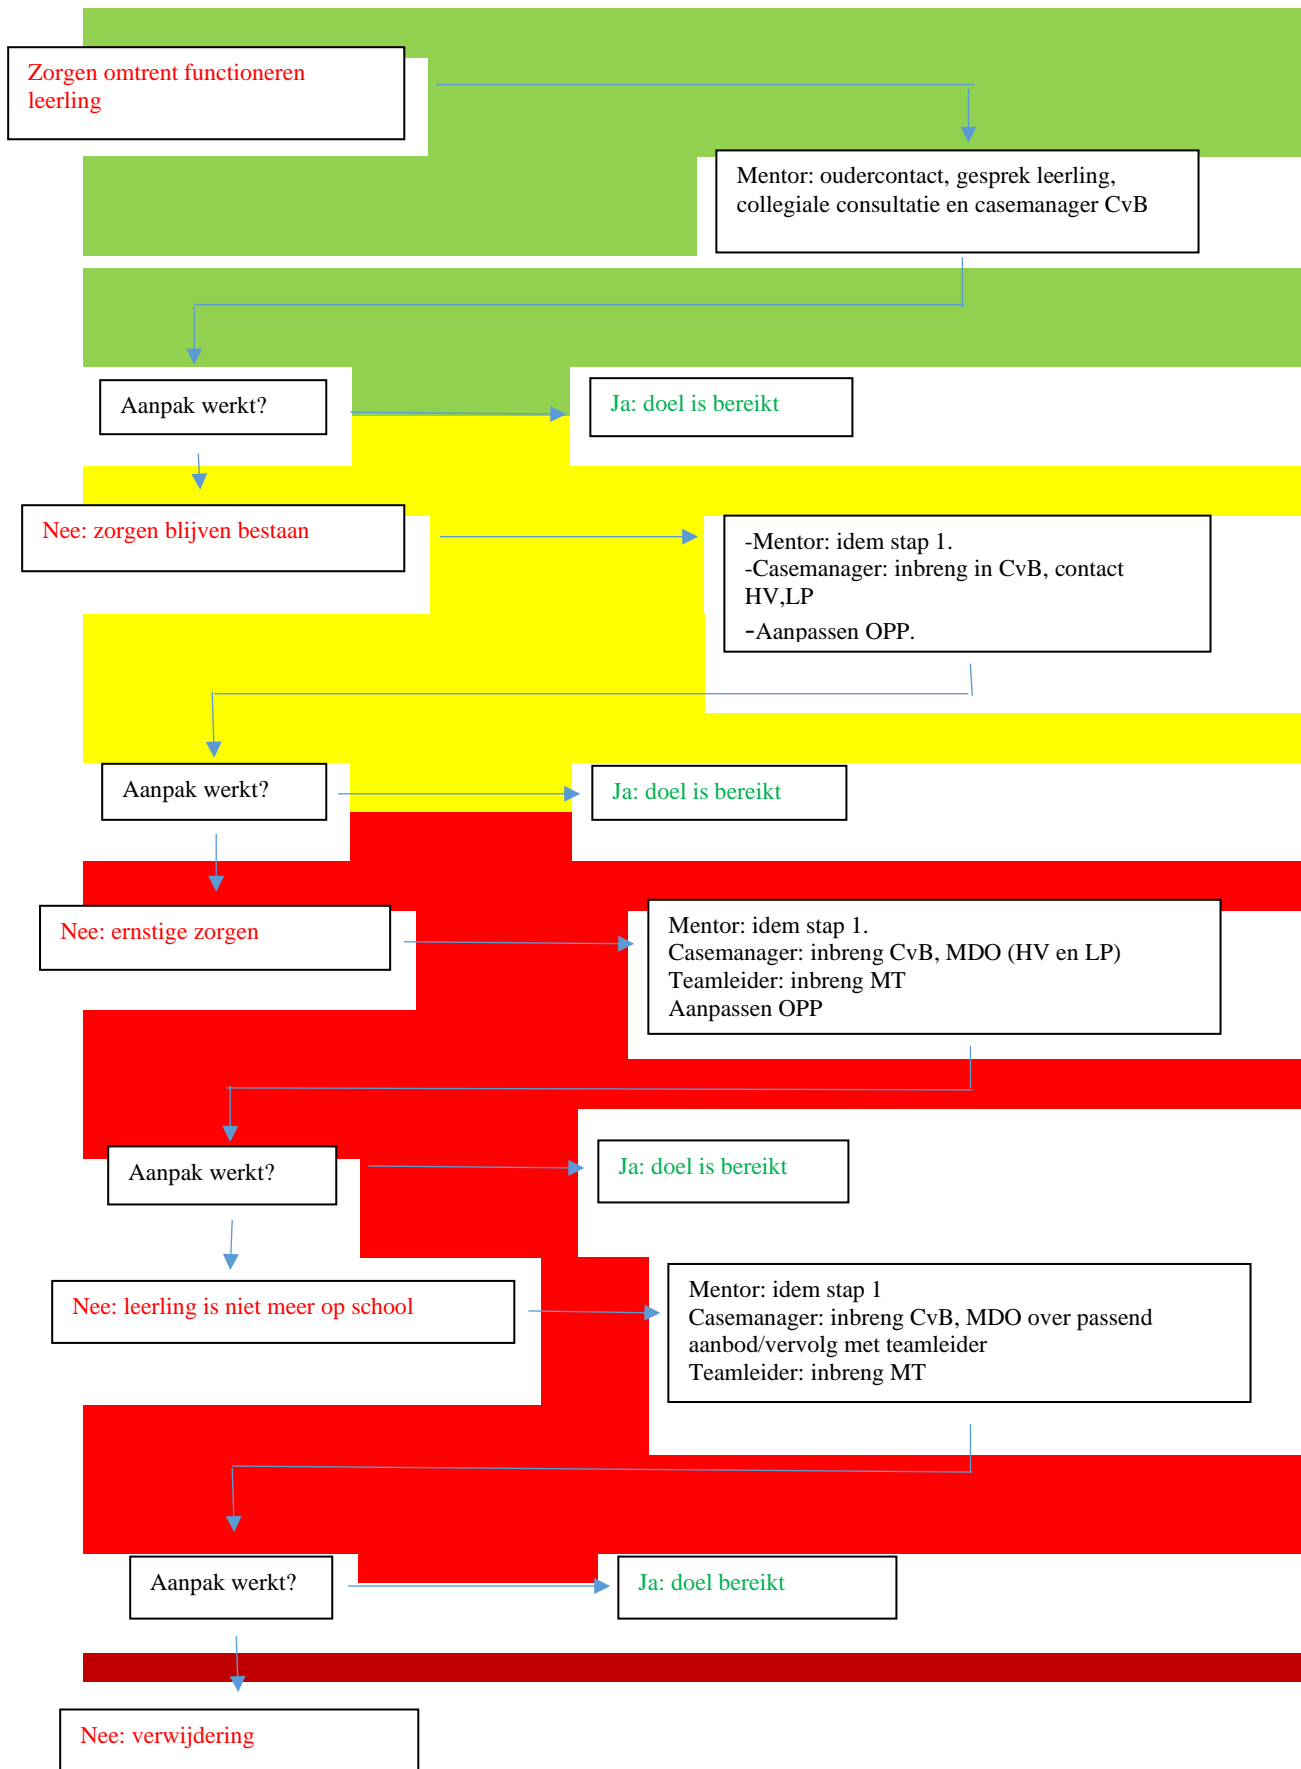 Zorgen omtrent functioneren
leerling
Mentor: oudercontact, gesprek leerling,
collegiale consultatie en casemanager CvB
Aanpak werkt?
Ja: doel is bereikt
Nee: zorgen blijven bestaan
-Mentor: idem stap 1.
-Casemanager: inbreng in CvB, contact
HV,LP
-Aanpassen OPP.
Aanpak werkt?
Ja: doel is bereikt
Nee: ernstige zorgen
Mentor: idem stap 1.
Casemanager: inbreng CvB, MDO (HV en LP)
Teamleider: inbreng MT
Aanpassen OPP
Aanpak werkt?
Ja: doel is bereikt
Nee: leerling is niet meer op school
Mentor: idem stap 1
Casemanager: inbreng CvB, MDO over passend
aanbod/vervolg met teamleider
Teamleider: inbreng MT
Aanpak werkt?
Ja: doel bereikt
Nee: verwijdering